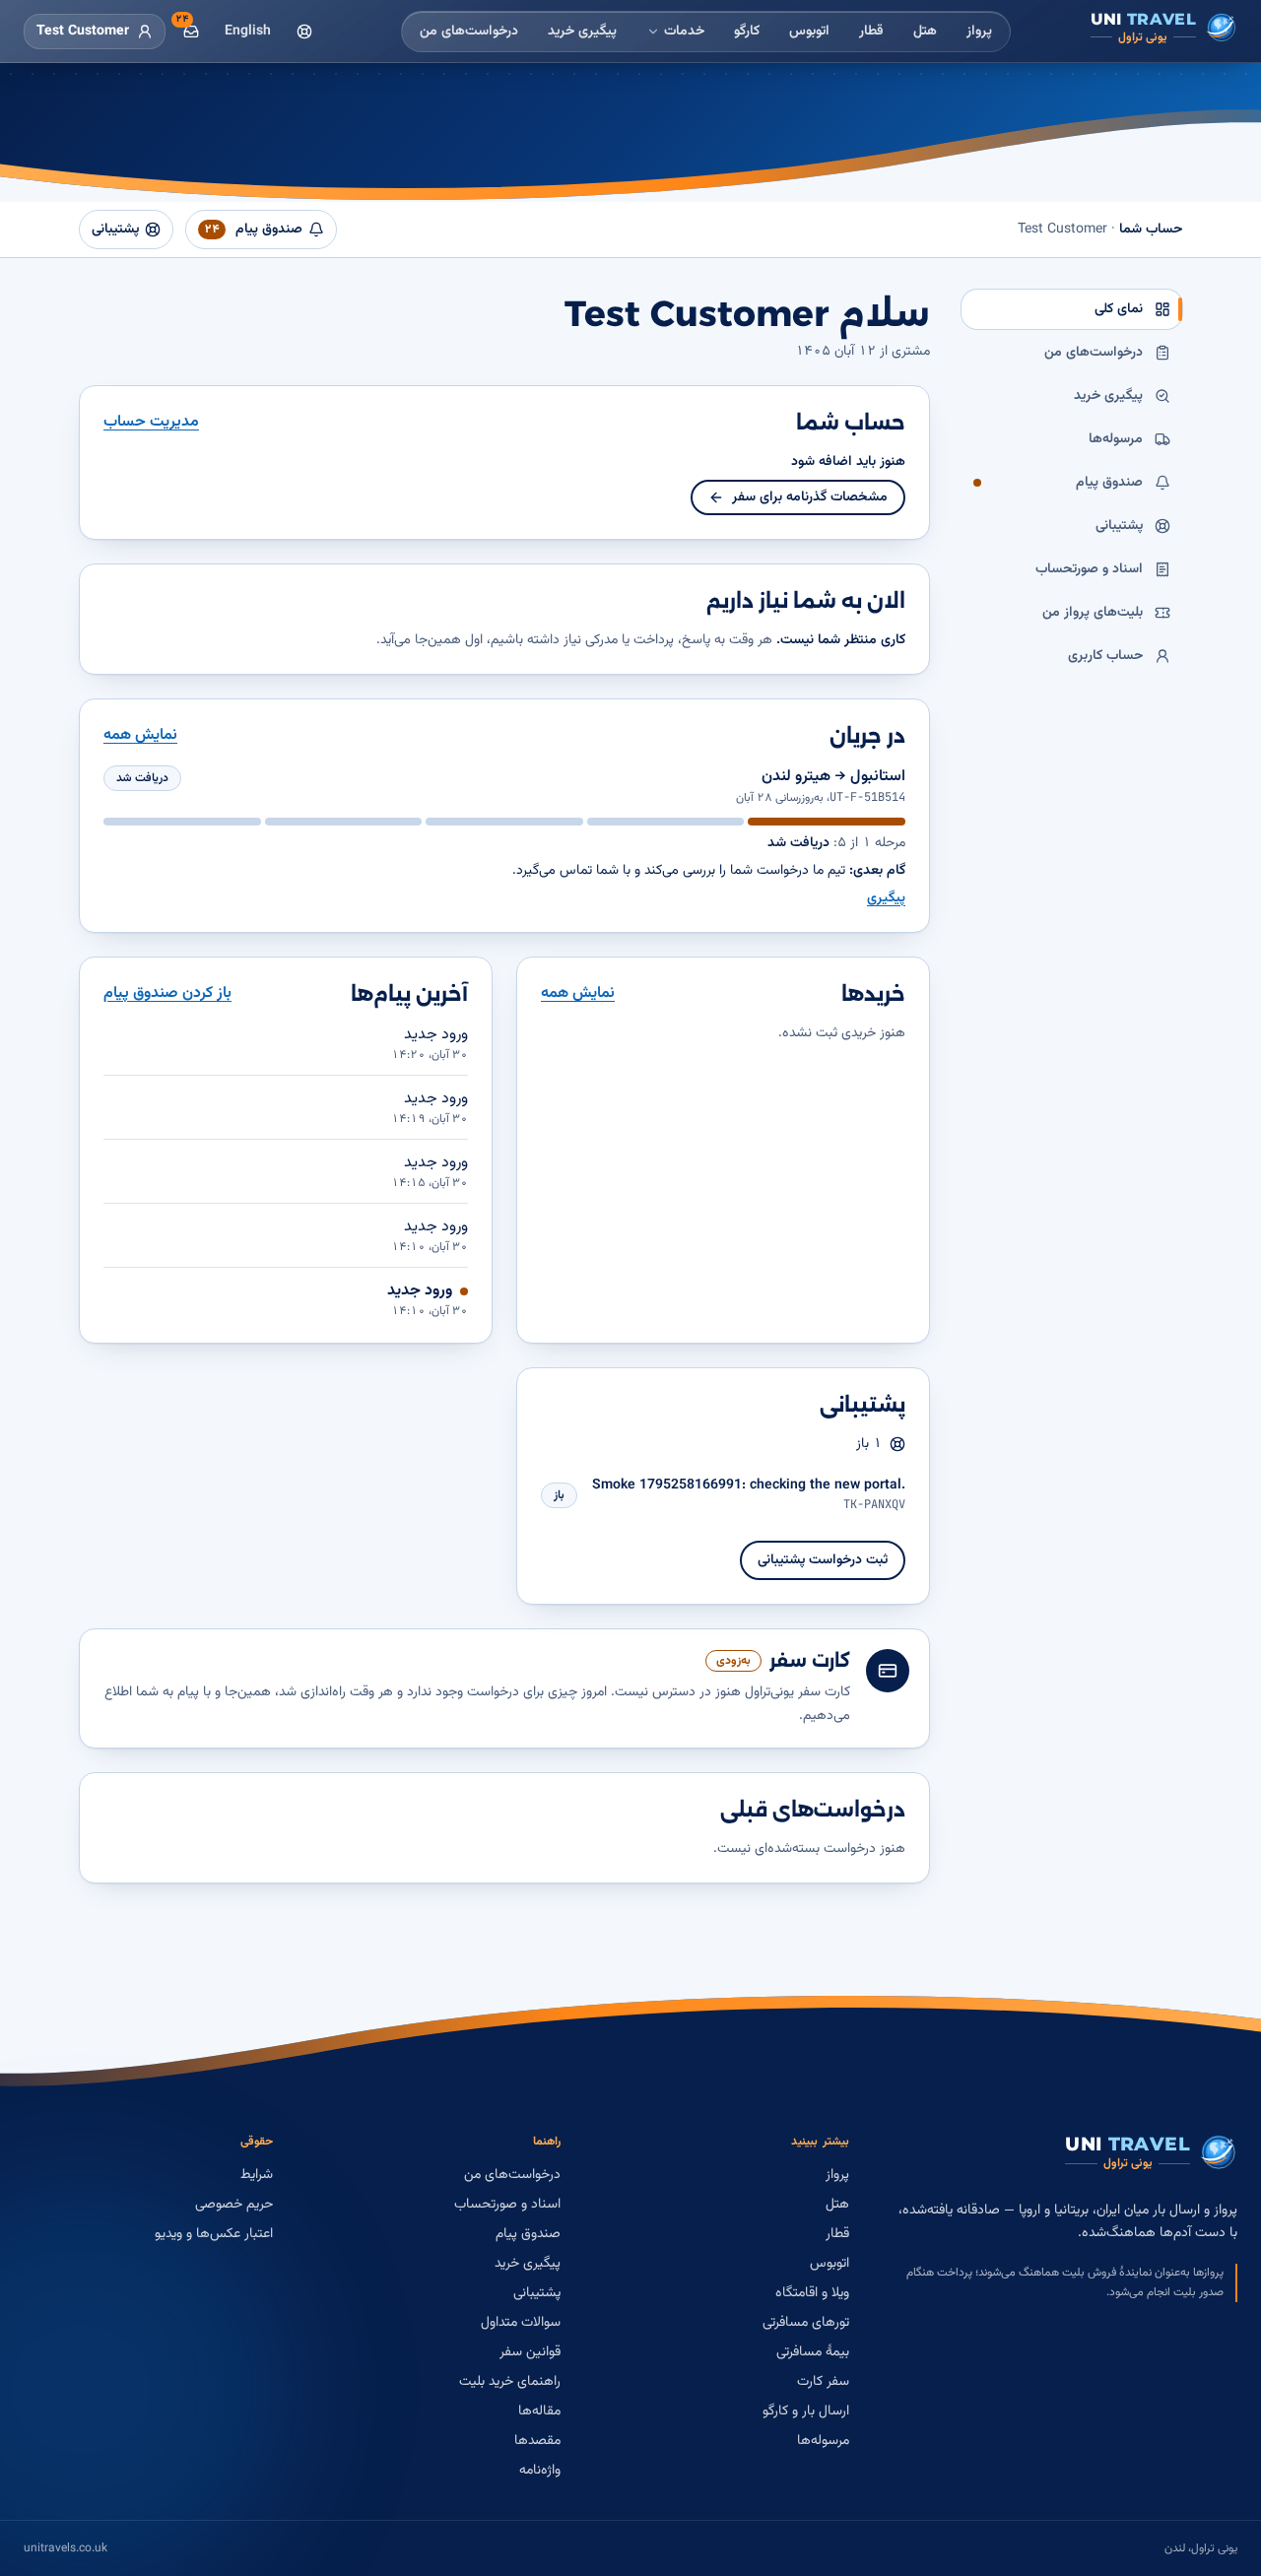 UNI TRAVEL
یونی تراول
پرواز
هتل
قطار
اتوبوس
کارگو
خدمات
پیگیری خرید
درخواست‌های من
English
۲۴
Test Customer
حساب شما · Test Customer
صندوق پیام ۲۴
پشتیبانی
نمای کلی
درخواست‌های من
پیگیری خرید
مرسوله‌ها
صندوق پیام
پشتیبانی
اسناد و صورتحساب
بلیت‌های پرواز من
حساب کاربری
سلام Test Customer
مشتری از ۱۲ آبان ۱۴۰۵
حساب شما
مدیریت حساب
هنوز باید اضافه شود
مشخصات گذرنامه برای سفر ←
الان به شما نیاز داریم
کاری منتظر شما نیست. هر وقت به پاسخ، پرداخت یا مدرکی نیاز داشته باشیم، اول همین‌جا می‌آید.
در جریان
نمایش همه
استانبول → هیترو لندن
دریافت شد
UT-F-51B514، به‌روزرسانی ۲۸ آبان
مرحله ۱ از ۵: دریافت شد
گام بعدی: تیم ما درخواست شما را بررسی می‌کند و با شما تماس می‌گیرد.
پیگیری
خریدها
نمایش همه
هنوز خریدی ثبت نشده.
آخرین پیام‌ها
باز کردن صندوق پیام
ورود جدید
۳۰ آبان، ۱۴:۲۰
ورود جدید
۳۰ آبان، ۱۴:۱۹
ورود جدید
۳۰ آبان، ۱۴:۱۵
ورود جدید
۳۰ آبان، ۱۴:۱۰
ورود جدید
۳۰ آبان، ۱۴:۱۰
پشتیبانی
۱ باز
Smoke 1795258166991: checking the new portal.
باز
TK-PANXQV
ثبت درخواست پشتیبانی
کارت سفر به‌زودی
کارت سفر یونی‌تراول هنوز در دسترس نیست. امروز چیزی برای درخواست وجود ندارد و هر وقت راه‌اندازی شد، همین‌جا و با پیام به شما اطلاع
می‌دهیم.
درخواست‌های قبلی
هنوز درخواست بسته‌شده‌ای نیست.
UNI TRAVEL
یونی تراول
پرواز و ارسال بار میان ایران، بریتانیا و اروپا — صادقانه یافته‌شده،
با دست آدم‌ها هماهنگ‌شده.
پروازها به‌عنوان نمایندهٔ فروش بلیت هماهنگ می‌شوند؛ پرداخت هنگام
صدور بلیت انجام می‌شود.
بیشتر ببینید
پرواز
هتل
قطار
اتوبوس
ویلا و اقامتگاه
تورهای مسافرتی
بیمهٔ مسافرتی
سفر کارت
ارسال بار و کارگو
مرسوله‌ها
راهنما
درخواست‌های من
اسناد و صورتحساب
صندوق پیام
پیگیری خرید
پشتیبانی
سوالات متداول
قوانین سفر
راهنمای خرید بلیت
مقاله‌ها
مقصدها
واژه‌نامه
حقوقی
شرایط
حریم خصوصی
اعتبار عکس‌ها و ویدیو
یونی تراول، لندن
unitravels.co.uk